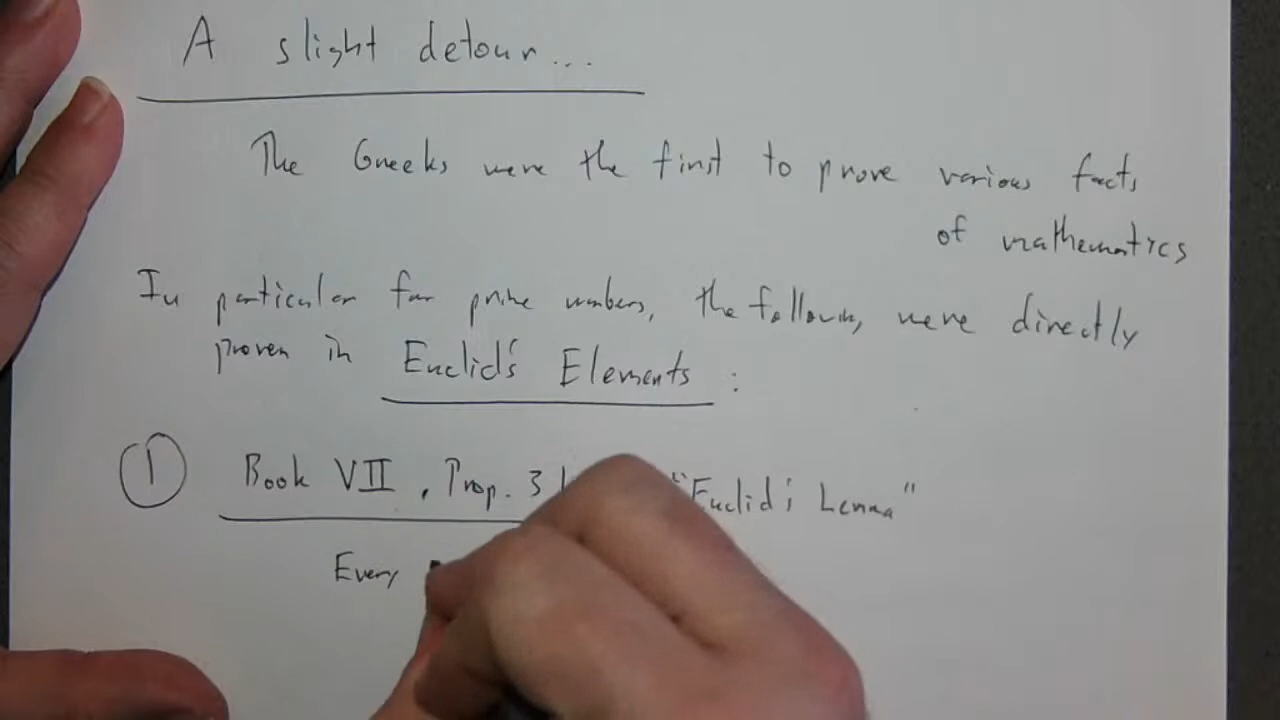 A slight detour...
The Greeks were the first to prove various facts
of mathematics
In particular for prime numbers, the following were directly
proven in Euclid's Elements :
① Book VII, Prop. 3 "Euclid's Lemma"
Every